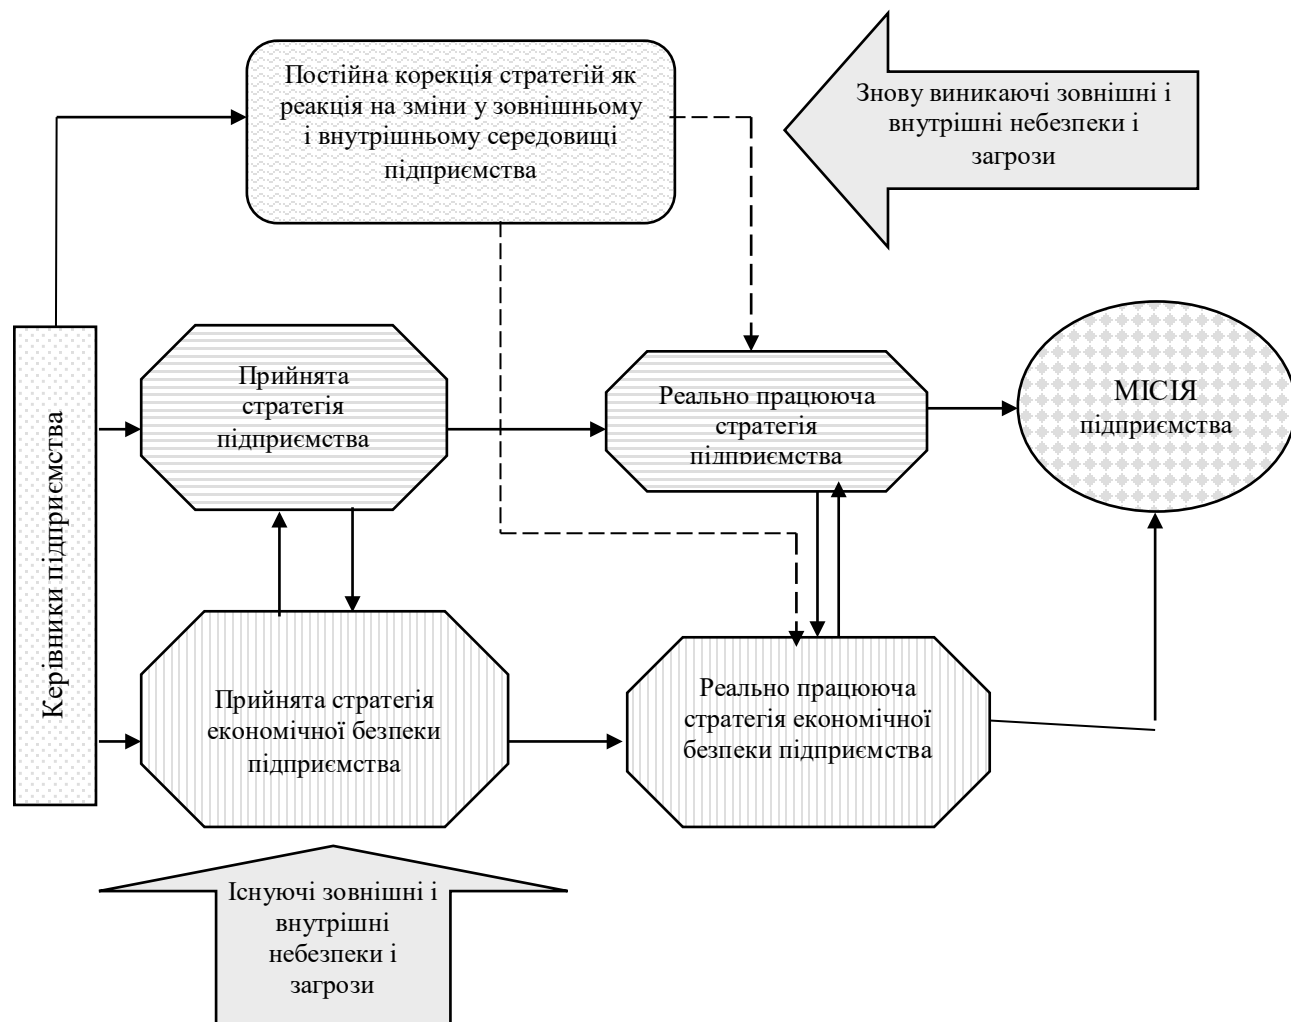 Постійна корекція стратегій як
реакція на зміни у зовнішньому
і внутрішньому середовищі
підприємства
Знову виникаючі зовнішні і
внутрішні небезпеки і
загрози
Керівники підприємства
Прийнята
стратегія
підприємства
Реально працююча
стратегія
підприємства
МІСІЯ
підприємства
Прийнята стратегія
економічної безпеки
підприємства
Реально працююча
стратегія економічної
безпеки підприємства
Існуючі зовнішні і
внутрішні
небезпеки і
загрози